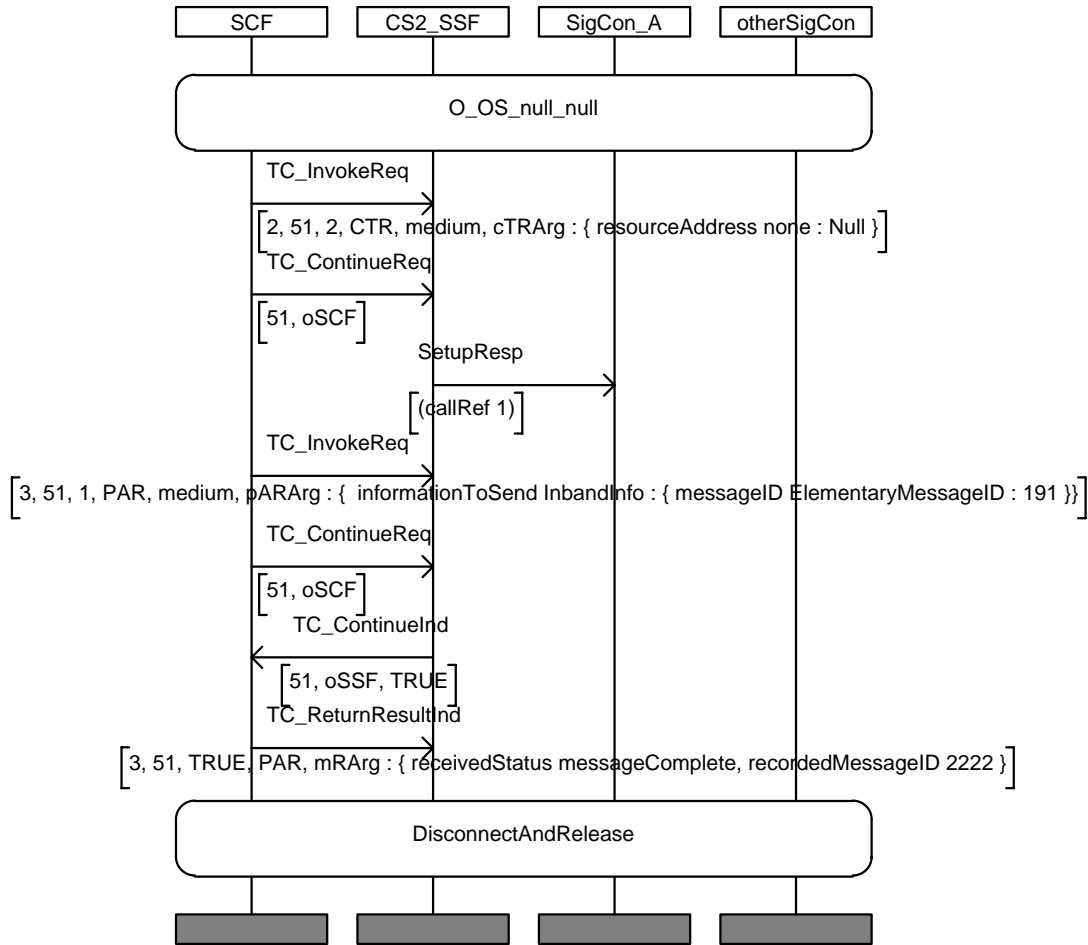 SCF CS2_SSF SigCon_A otherSigCon
O_OS_null_null
TC_InvokeReq
2, 51, 2, CTR, medium, cTRArg : { resourceAddress none : Null }
TC_ContinueReq
51, oSCF
SetupResp
(callRef 1)
TC_InvokeReq
3, 51, 1, PAR, medium, pARArg : {  informationToSend InbandInfo : { messageID ElementaryMessageID : 191 }}
TC_ContinueReq
51, oSCF
TC_ContinueInd
51, oSSF, TRUE
TC_ReturnResultInd
3, 51, TRUE, PAR, mRArg : { receivedStatus messageComplete, recordedMessageID 2222 }
DisconnectAndRelease